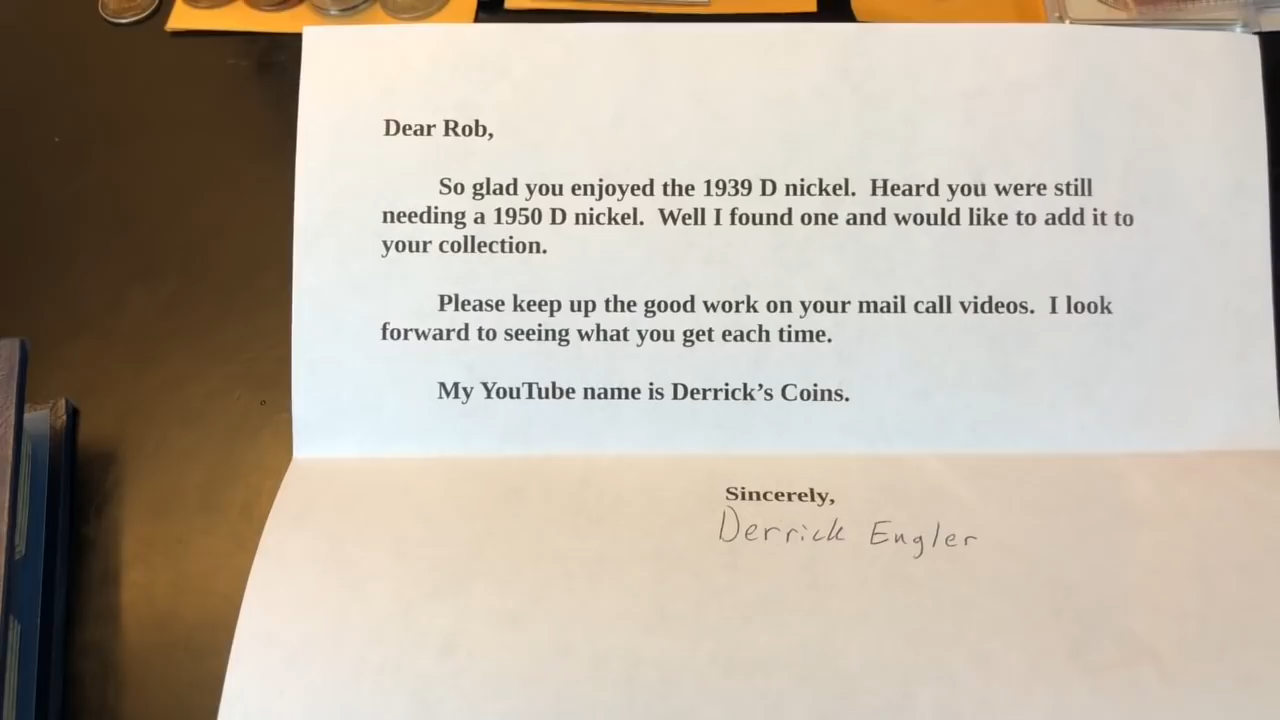 Dear Rob,
So glad you enjoyed the 1939 D nickel. Heard you were still
needing a 1950 D nickel. Well I found one and would like to add it to
your collection.
Please keep up the good work on your mail call videos. I look
forward to seeing what you get each time.
My YouTube name is Derrick’s Coins.
Sincerely,
Derrick Engler